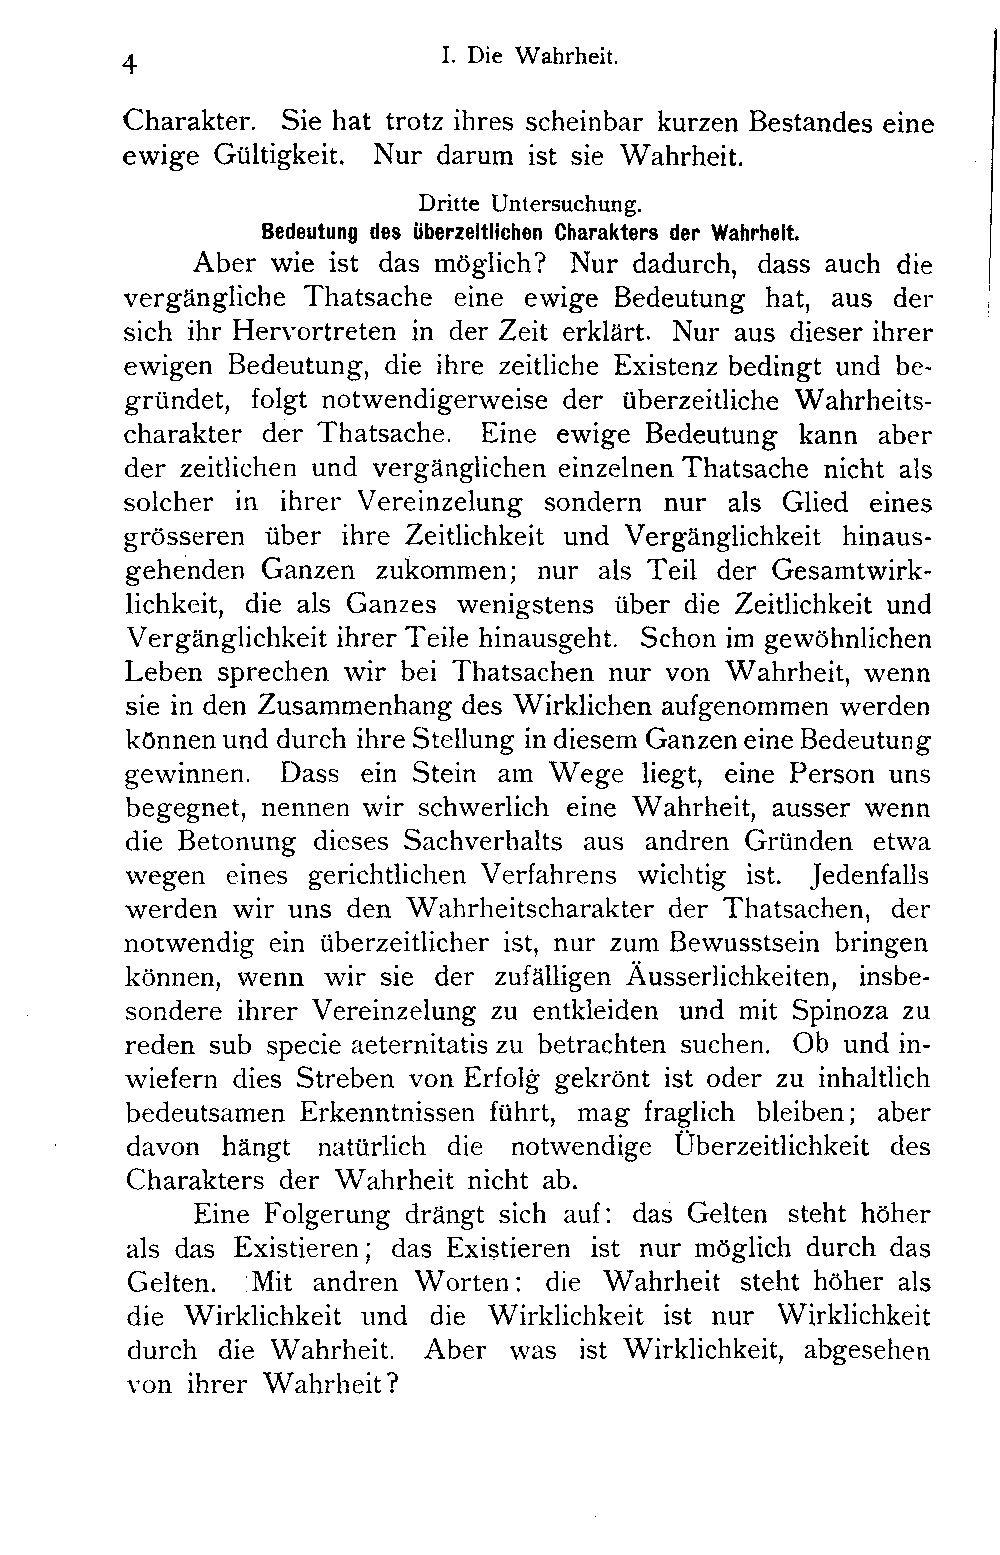 4
I. Die Wahrheit.
Charakter. Sie hat trotz ihres scheinbar kurzen Bestandes eine
ewige Gültigkeit. Nur darum ist sie Wahrheit.
Dritte Untersuchung.
Bedeutung des überzeitlichen Charakters der Wahrheit.
Aber wie ist das möglich? Nur dadurch, dass auch die
vergängliche Thatsache eine ewige Bedeutung hat, aus der
sich ihr Hervortreten in der Zeit erklärt. Nur aus dieser ihrer
ewigen Bedeutung, die ihre zeitliche Existenz bedingt und be-
gründet, folgt notwendigerweise der überzeitliche Wahrheits-
charakter der Thatsache. Eine ewige Bedeutung kann aber
der zeitlichen und vergänglichen einzelnen Thatsache nicht als
solcher in ihrer Vereinzelung sondern nur als Glied eines
grösseren über ihre Zeitlichkeit und Vergänglichkeit hinaus-
gehenden Ganzen zukommen; nur als Teil der Gesamtwirk-
lichkeit, die als Ganzes wenigstens über die Zeitlichkeit und
Vergänglichkeit ihrer Teile hinausgeht. Schon im gewöhnlichen
Leben sprechen wir bei Thatsachen nur von Wahrheit, wenn
sie in den Zusammenhang des Wirklichen aufgenommen werden
können und durch ihre Stellung in diesem Ganzen eine Bedeutung
gewinnen. Dass ein Stein am Wege liegt, eine Person uns
begegnet, nennen wir schwerlich eine Wahrheit, ausser wenn
die Betonung dieses Sachverhalts aus andren Gründen etwa
wegen eines gerichtlichen Verfahrens wichtig ist. Jedenfalls
werden wir uns den Wahrheitscharakter der Thatsachen, der
notwendig ein überzeitlicher ist, nur zum Bewusstsein bringen
können, wenn wir sie der zufälligen Äusserlichkeiten, insbe-
sondere ihrer Vereinzelung zu entkleiden und mit Spinoza zu
reden sub specie aeternitatis zu betrachten suchen. Ob und in-
wiefern dies Streben von Erfolg gekrönt ist oder zu inhaltlich
bedeutsamen Erkenntnissen führt, mag fraglich bleiben; aber
davon hängt natürlich die notwendige Überzeitlichkeit des
Charakters der Wahrheit nicht ab.
Eine Folgerung drängt sich auf: das Gelten steht höher
als das Existieren; das Existieren ist nur möglich durch das
Gelten. Mit andren Worten: die Wahrheit steht höher als
die Wirklichkeit und die Wirklichkeit ist nur Wirklichkeit
durch die Wahrheit. Aber was ist Wirklichkeit, abgesehen
von ihrer Wahrheit?